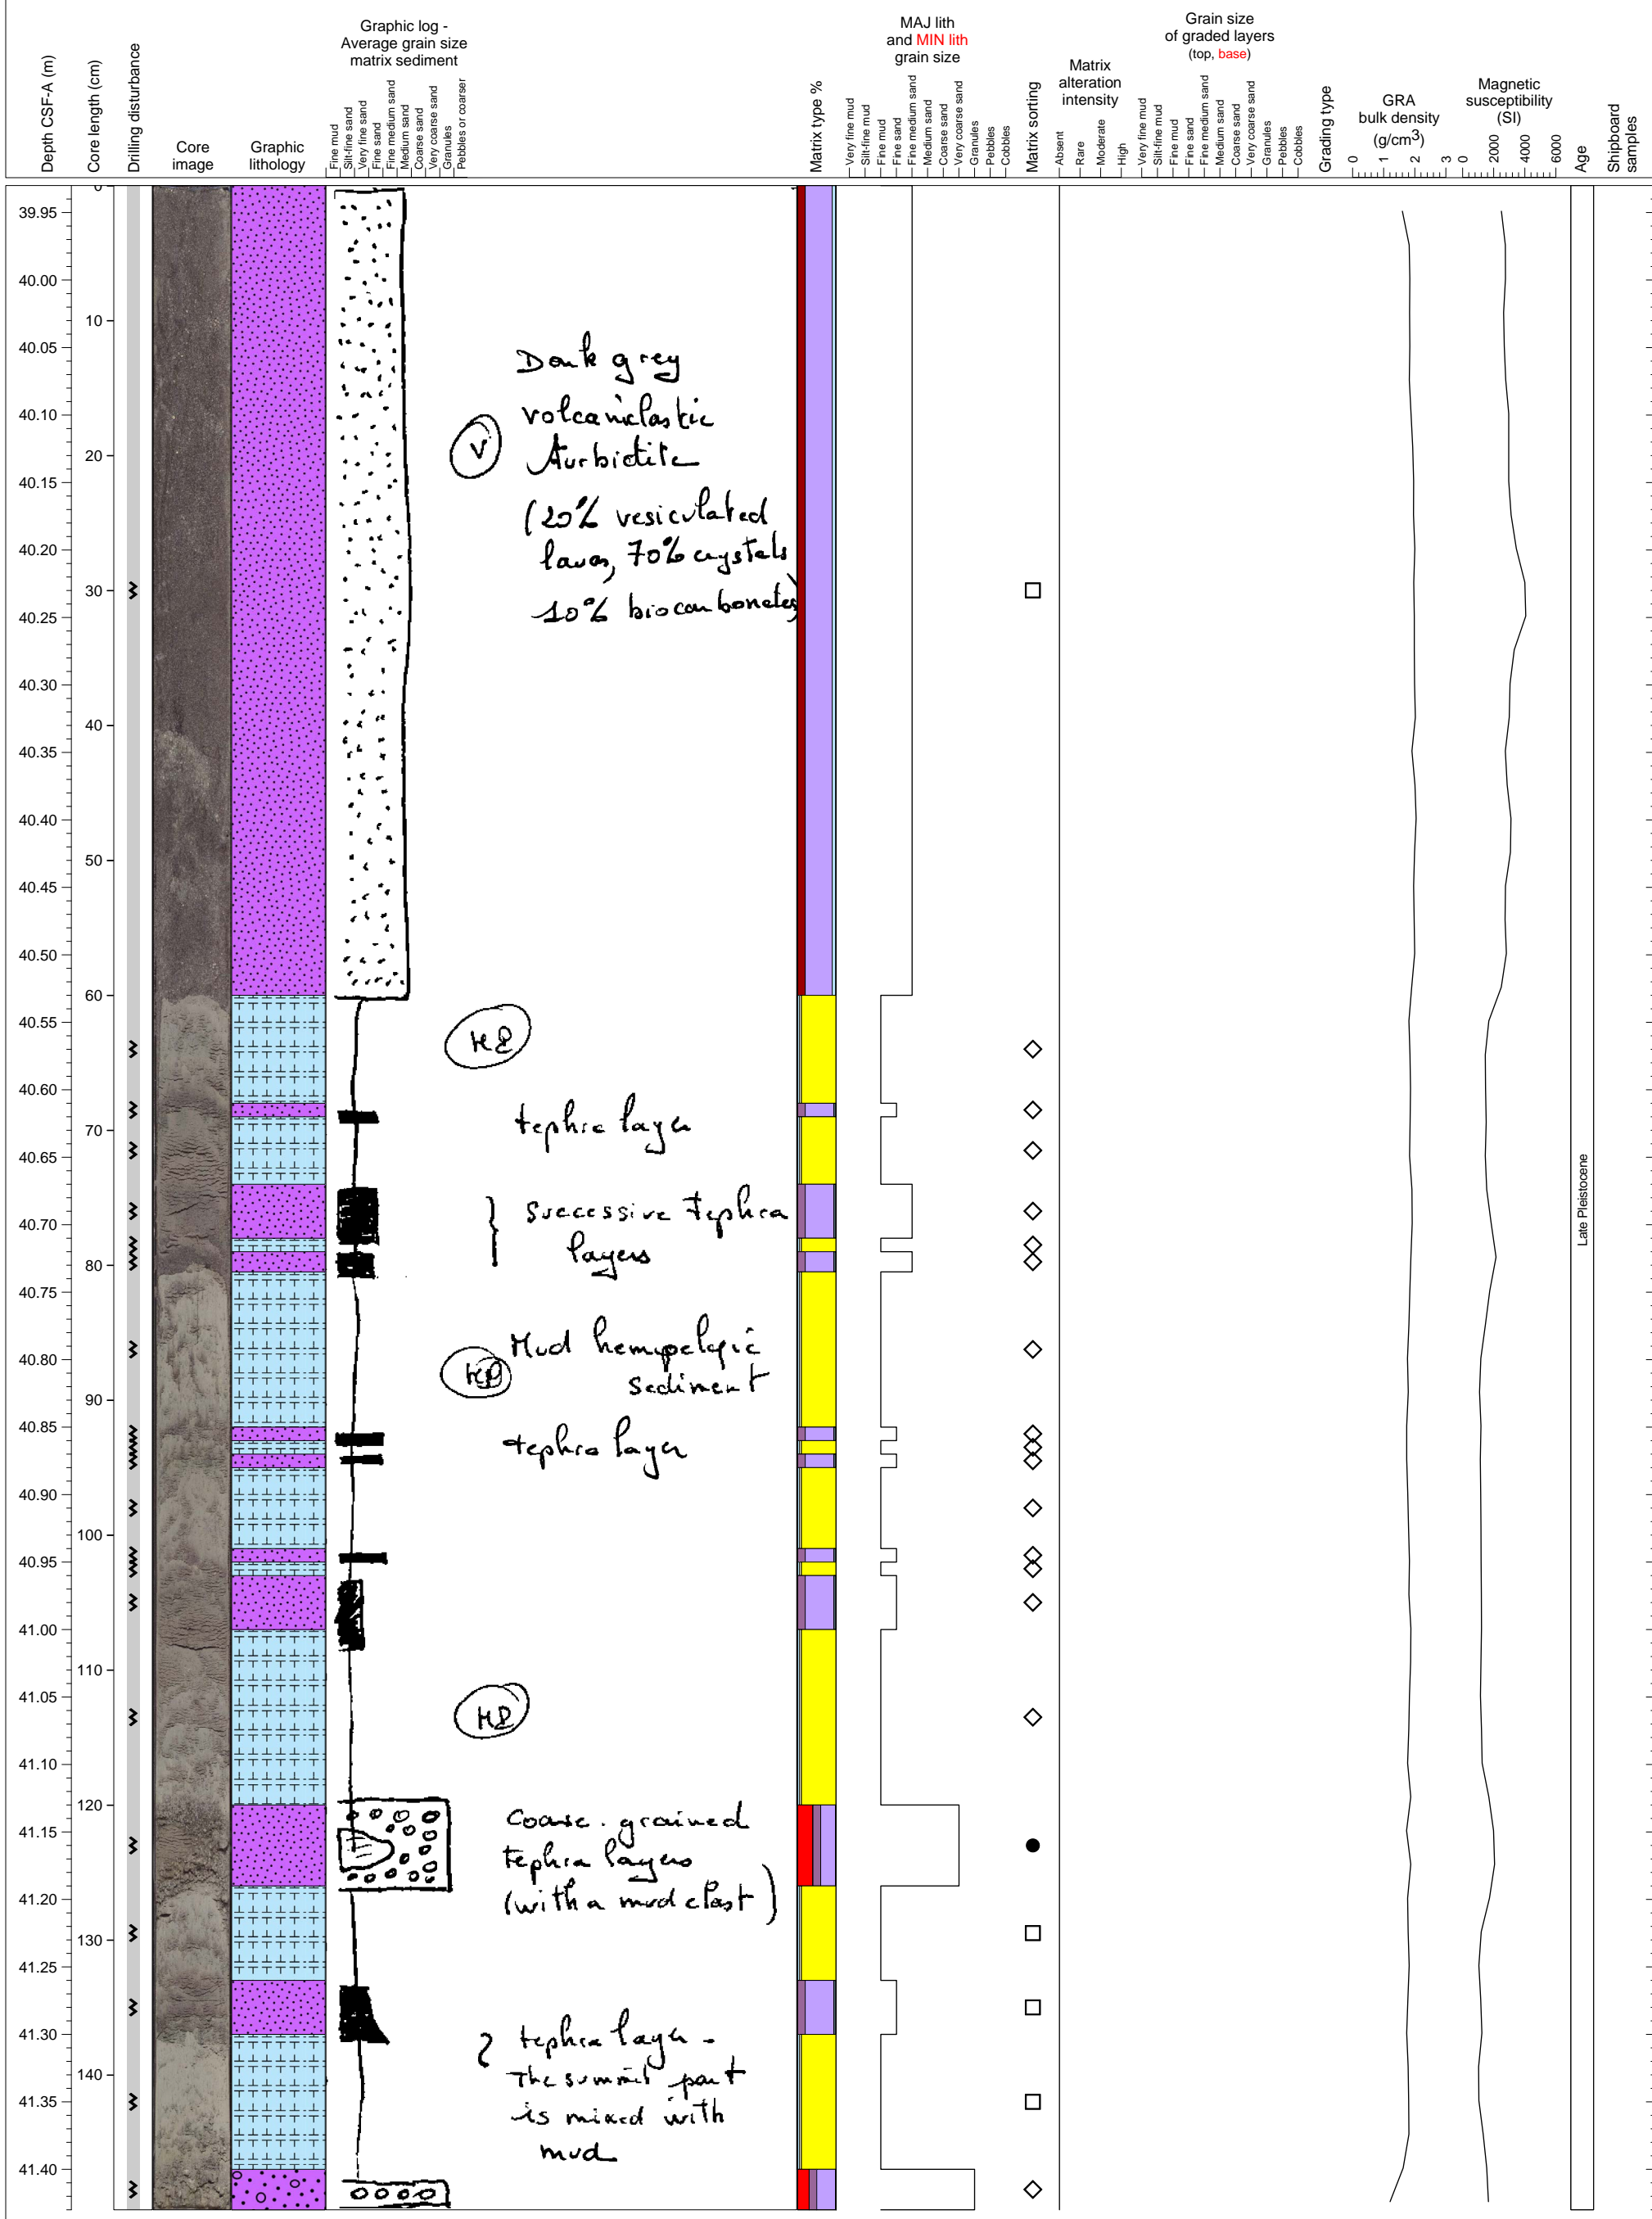 Depth CSF-A (m)
Core length (cm)
Drilling disturbance
Core
image
Graphic
lithology
Graphic log -
Average grain size
matrix sediment
Fine mud
Silt-fine sand
Very fine sand
Fine sand
Fine medium sand
Medium sand
Coarse sand
Very coarse sand
Granules
Pebbles or coarser
Matrix type %
MAJ lith
and MIN lith
grain size
Very fine mud
Silt-fine mud
Fine mud
Fine sand
Fine medium sand
Medium sand
Coarse sand
Very coarse sand
Granules
Pebbles
Cobbles
Matrix sorting
Matrix
alteration
intensity
Absent
Rare
Moderate
High
Grain size
of graded layers
(top, base)
Very fine mud
Silt-fine mud
Fine mud
Fine sand
Fine medium sand
Medium sand
Coarse sand
Very coarse sand
Granules
Pebbles
Cobbles
Grading type
GRA
bulk density
(g/cm3)
0 1 2 3
Magnetic
susceptibility
(SI)
0 2000 4000 6000
Age
Shipboard
samples
39.95
40.00
40.05
40.10
40.15
40.20
40.25
40.30
40.35
40.40
40.45
40.50
40.55
40.60
40.65
40.70
40.75
40.80
40.85
40.90
40.95
41.00
41.05
41.10
41.15
41.20
41.25
41.30
41.35
41.40
0
10
20
30
40
50
60
70
80
90
100
110
120
130
140
Dark grey
volcaniclastic
turbidite
V
(20% vesiculated
lavas, 70% crystals
10% biocarbonates)
HP
tephra layer
} Successive tephra
layers
Mud hemipelagic
sediment
HP
tephra layer
HP
Coarse. grained
tephra layers
(with a mud clast)
tephra layer -
The summit part
is mixed with
mud
Late Pleistocene